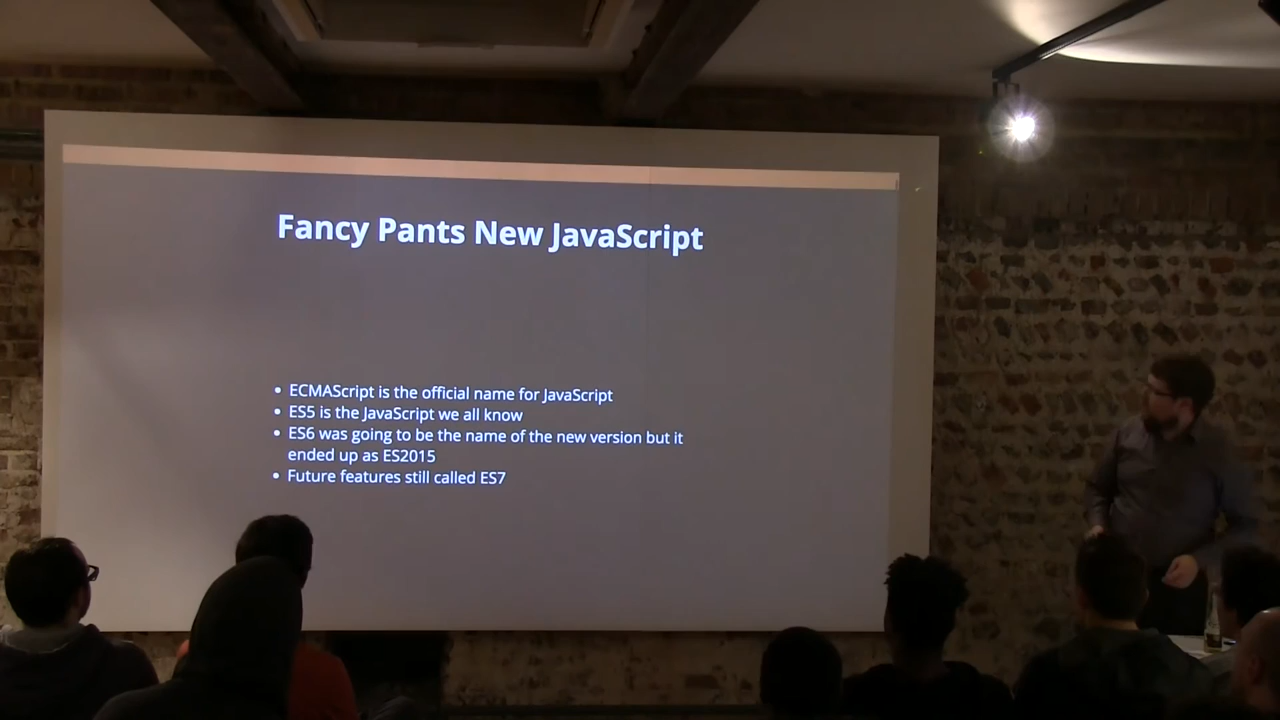 Fancy Pants New JavaScript
• ECMAScript is the official name for JavaScript
• ES5 is the JavaScript we all know
• ES6 was going to be the name of the new version but it
ended up as ES2015
• Future features still called ES7